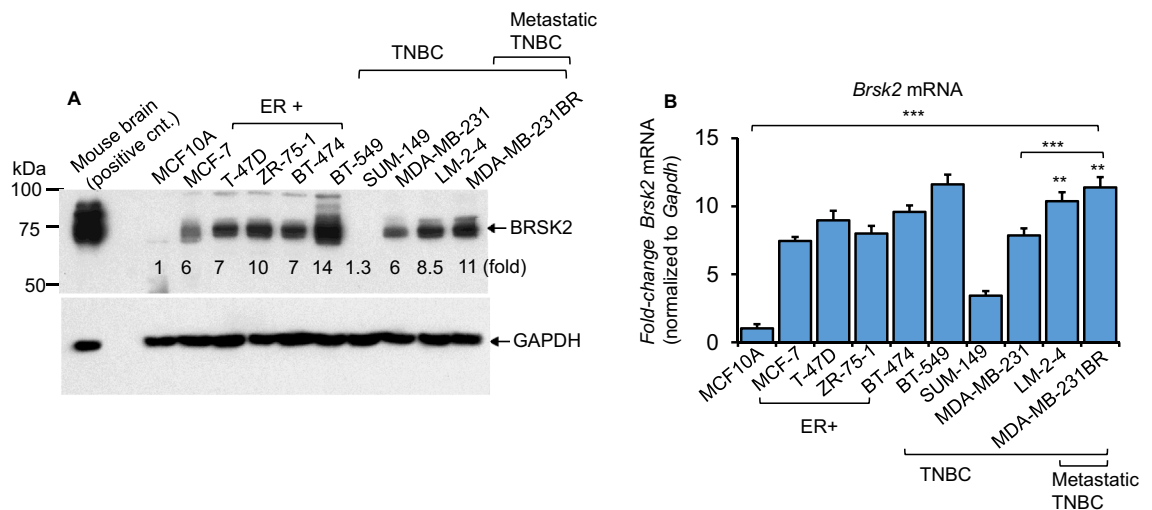 A
Metastatic
TNBC
TNBC
ER +
Mouse brain
(positive cnt.)
MCF10A
MCF-7
T-47D
ZR-75-1
BT-474
BT-549
SUM-149
MDA-MB-231
LM-2-4
MDA-MB-231BR
kDa
100
75
50
BRSK2
1 6 7 10 7 14 1.3 6 8.5 11 (fold)
GAPDH
B
Brsk2 mRNA
***
***
**
**
Fold-change Brsk2 mRNA
(normalized to Gapdh)
15
10
5
0
MCF10A
MCF-7
T-47D
ZR-75-1
BT-474
BT-549
SUM-149
MDA-MB-231
LM-2-4
MDA-MB-231BR
ER+
TNBC
Metastatic
TNBC